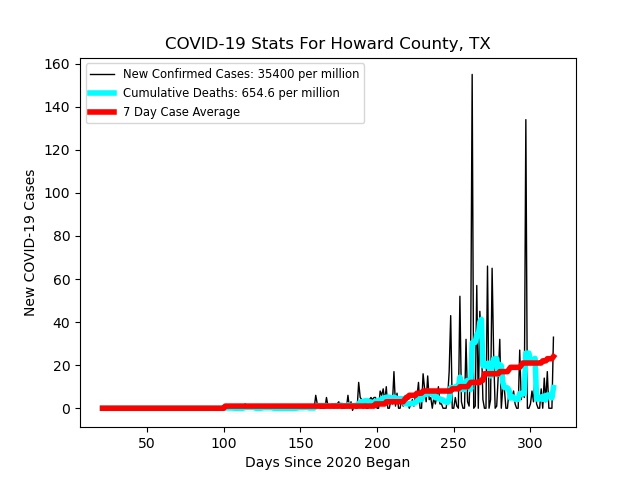 COVID-19 Stats For Howard County, TX
160
140
120
100
80
60
40
20
0
New COVID-19 Cases
New Confirmed Cases: 35400 per million
Cumulative Deaths: 654.6 per million
7 Day Case Average
50 100 150 200 250 300
Days Since 2020 Began